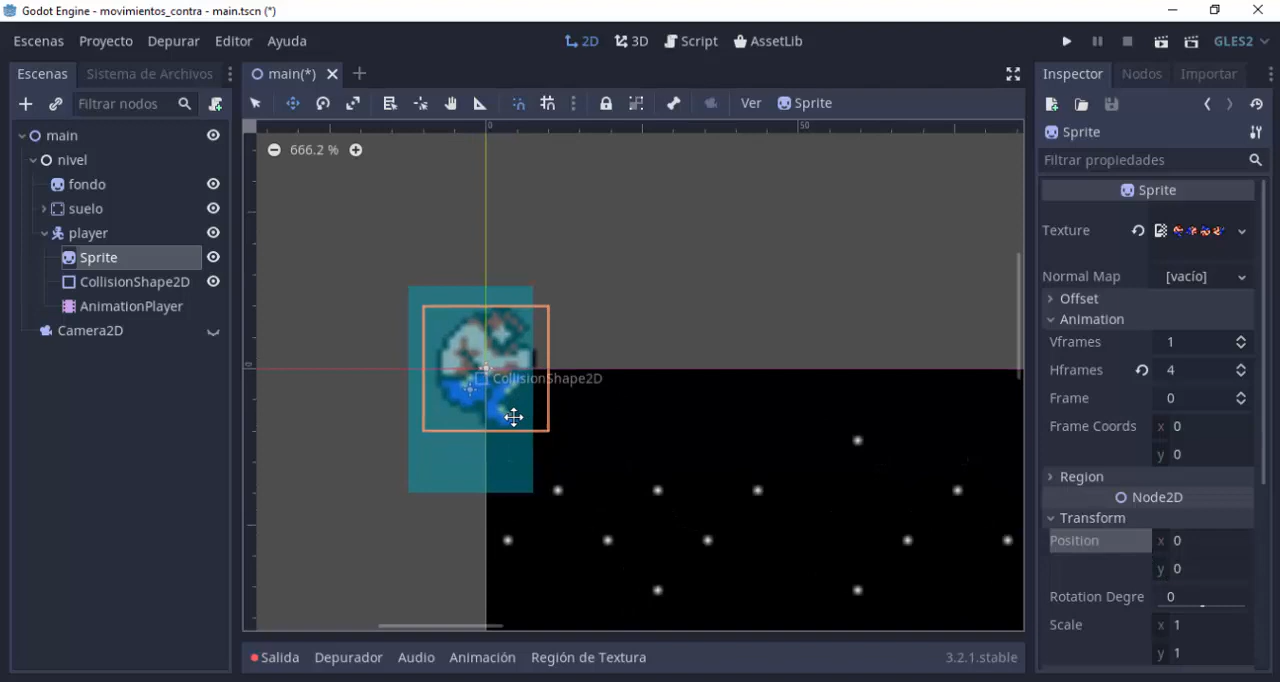 Godot Engine - movimientos_contra - main.tscn (*)
Escenas Proyecto Depurar Editor Ayuda 2D 3D Script AssetLib GLES2
Escenas Sistema de Archivos main(*) Inspector Nodos Importar
Filtrar nodos Ver Sprite
0 50
main Sprite
666.2 %
nivel Filtrar propiedades
fondo Sprite
suelo
player Texture
Sprite
CollisionShape2D Normal Map [vacío]
AnimationPlayer Offset
Camera2D Animation
Vframes 1
Hframes 4
CollisionShape2D
Frame 0
Frame Coords x 0
y 0
Region
Node2D
Transform
Position x 0
y 0
Rotation Degre 0
Scale x 1
y 1
Salida Depurador Audio Animación Región de Textura 3.2.1.stable